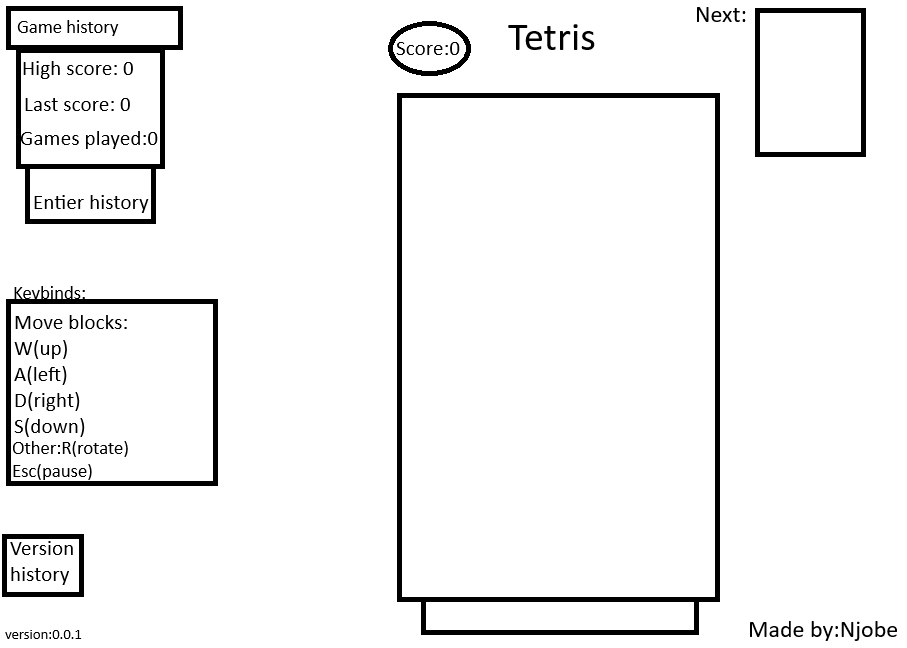 Game history
High score: 0
Last score: 0
Games played:0
Entier history
Score:0
Tetris
Next:
Keybinds:
Move blocks:
W(up)
A(left)
D(right)
S(down)
Other:R(rotate)
Esc(pause)
Version
history
version:0.0.1
Made by:Njobe